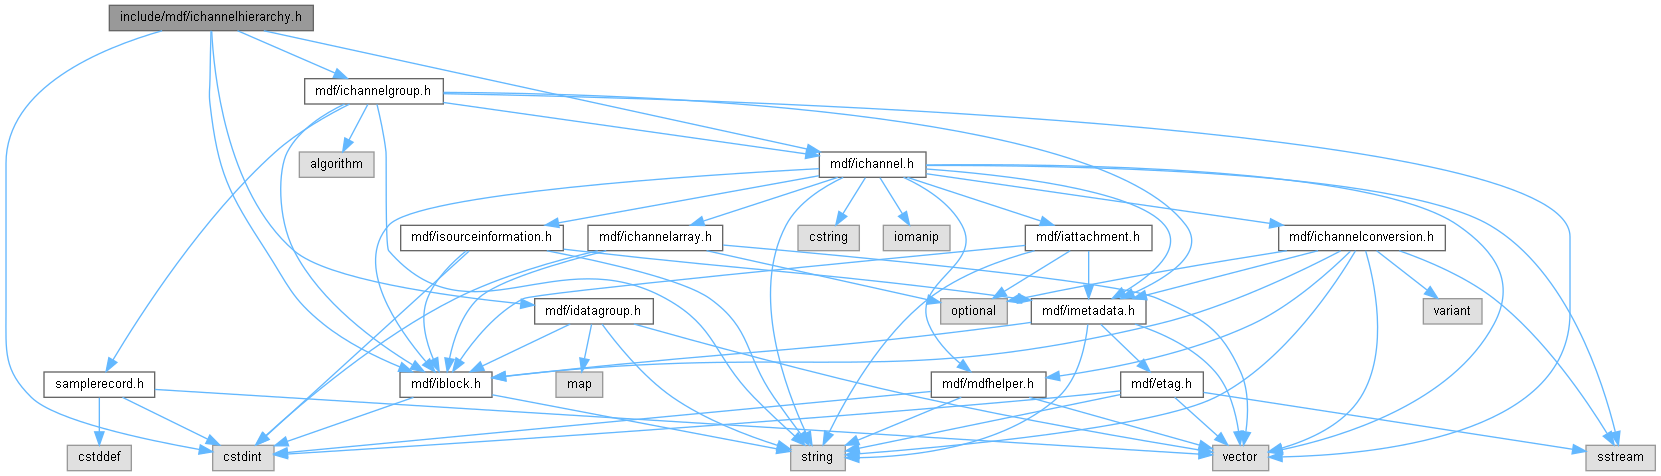 include/mdf/ichannelhierarchy.h
mdf/ichannelgroup.h
algorithm
mdf/ichannel.h
mdf/isourceinformation.h
mdf/ichannelarray.h
cstring
iomanip
mdf/iattachment.h
mdf/ichannelconversion.h
mdf/idatagroup.h
optional
mdf/imetadata.h
variant
samplerecord.h
mdf/iblock.h
map
mdf/mdfhelper.h
mdf/etag.h
cstddef
cstdint
string
vector
sstream